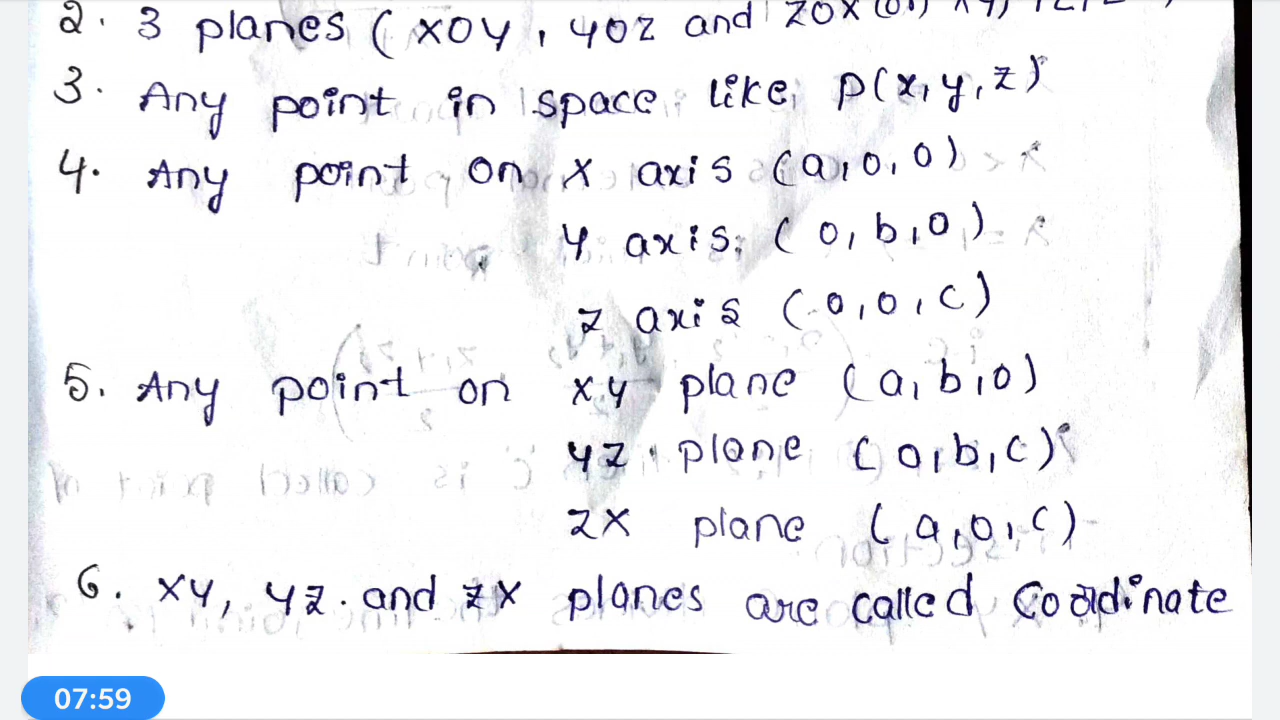 2. 3 planes ( XOY, YOZ and ZOX (or)
3. Any point in space like P(x, y, z)
4. Any point on X axis (a, 0, 0)
Y axis (0, b, 0)
Z axis (0, 0, c)
5. Any point on XY plane (a, b, 0)
YZ plane (0, b, c)
ZX plane (a, 0, c)
6. XY, YZ and ZX planes are called Coordinate
07:59